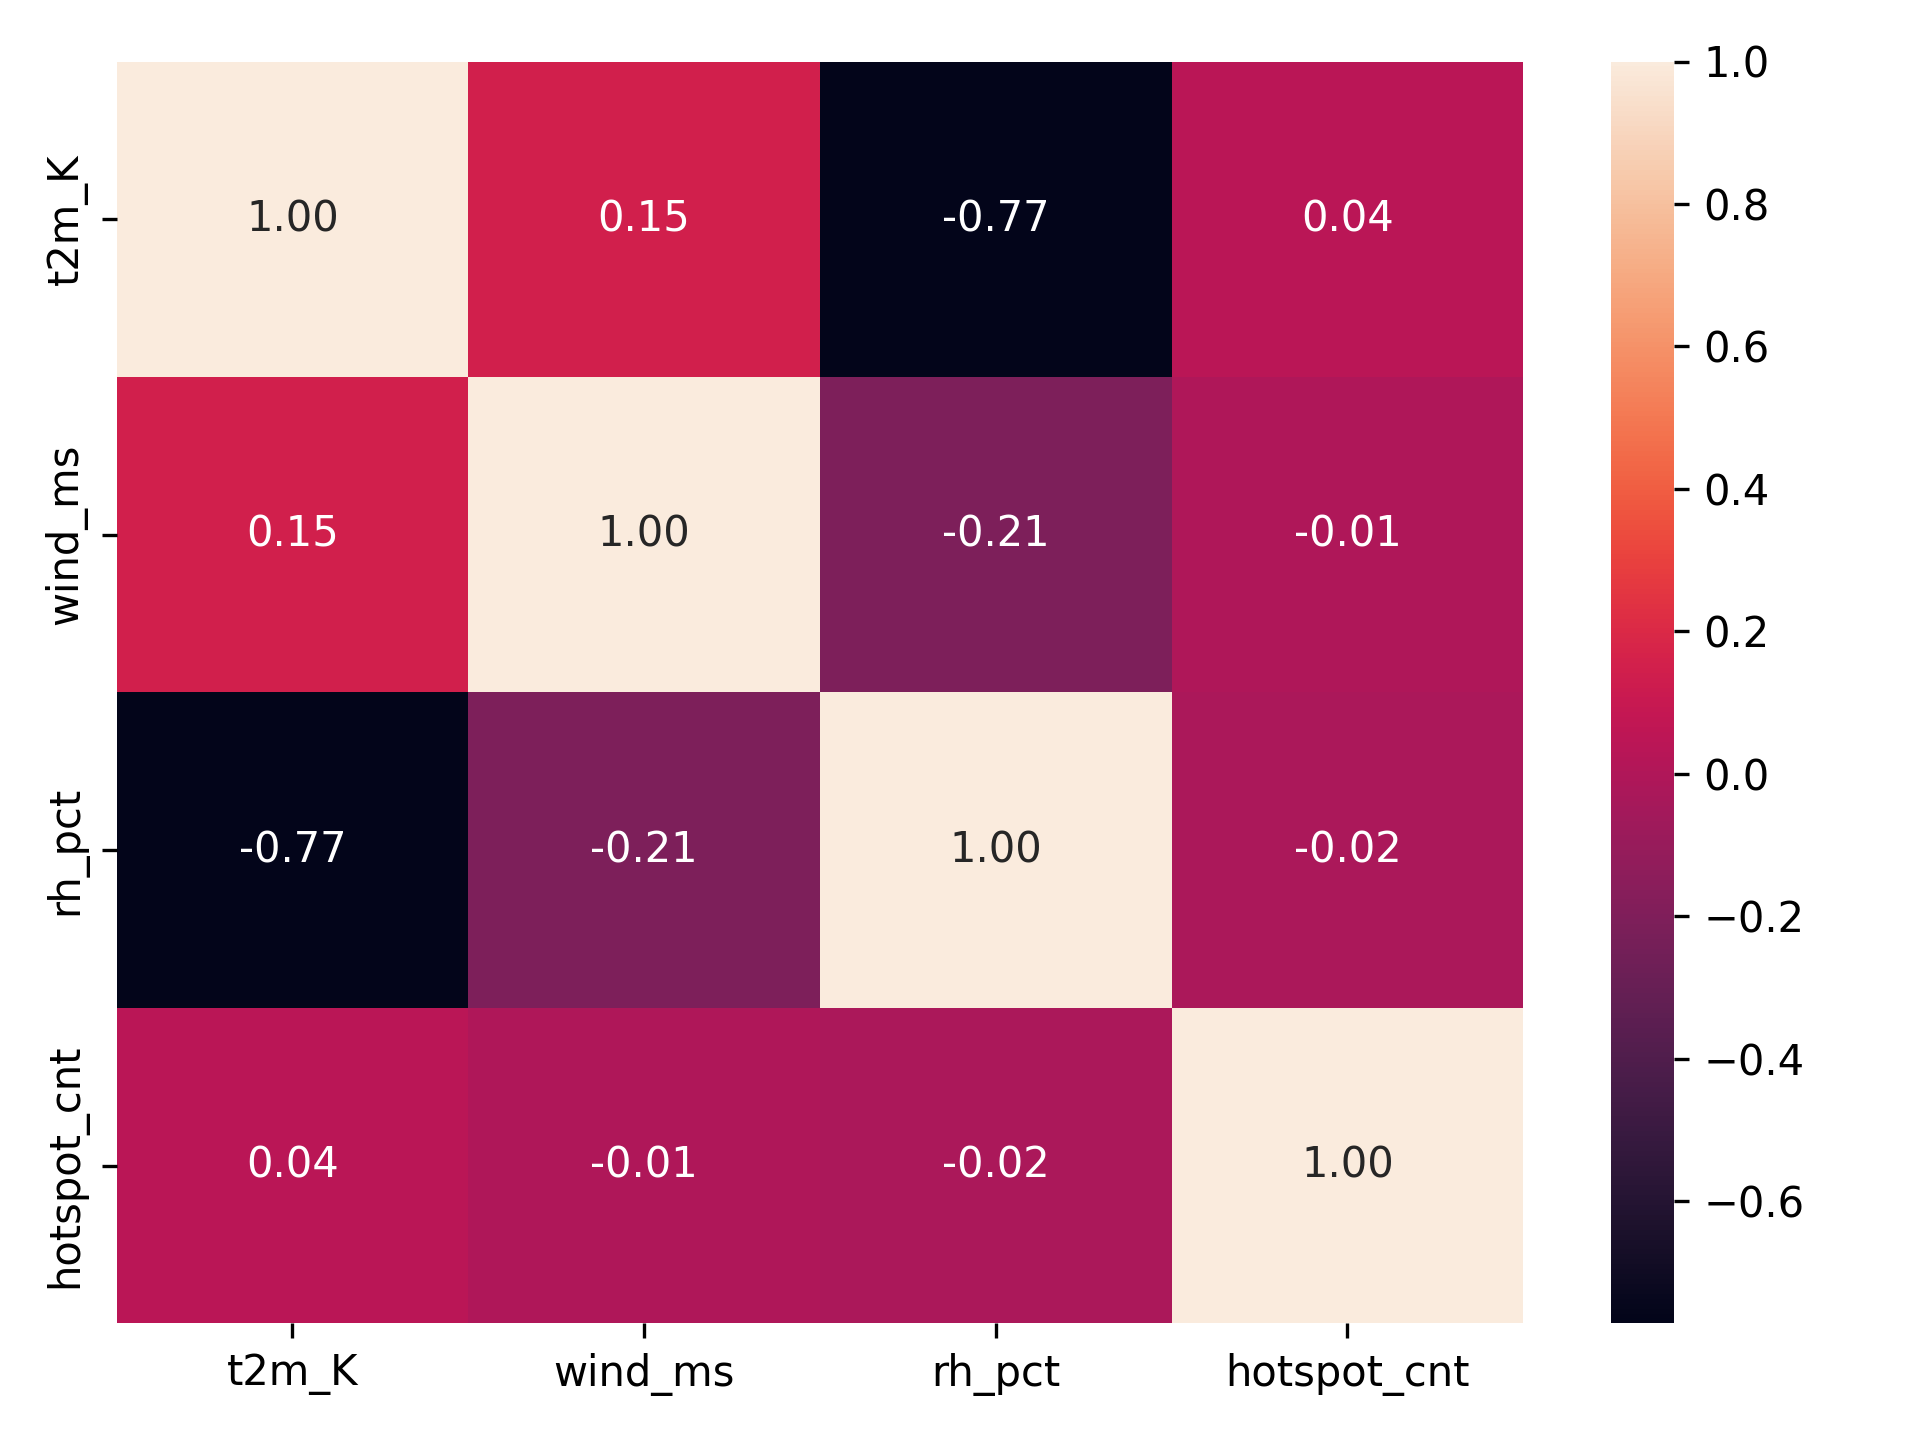 t2m_K 1.00 0.15 -0.77 0.04
wind_ms 0.15 1.00 -0.21 -0.01
rh_pct -0.77 -0.21 1.00 -0.02
hotspot_cnt 0.04 -0.01 -0.02 1.00
t2m_K wind_ms rh_pct hotspot_cnt
1.0
0.8
0.6
0.4
0.2
0.0
−0.2
−0.4
−0.6